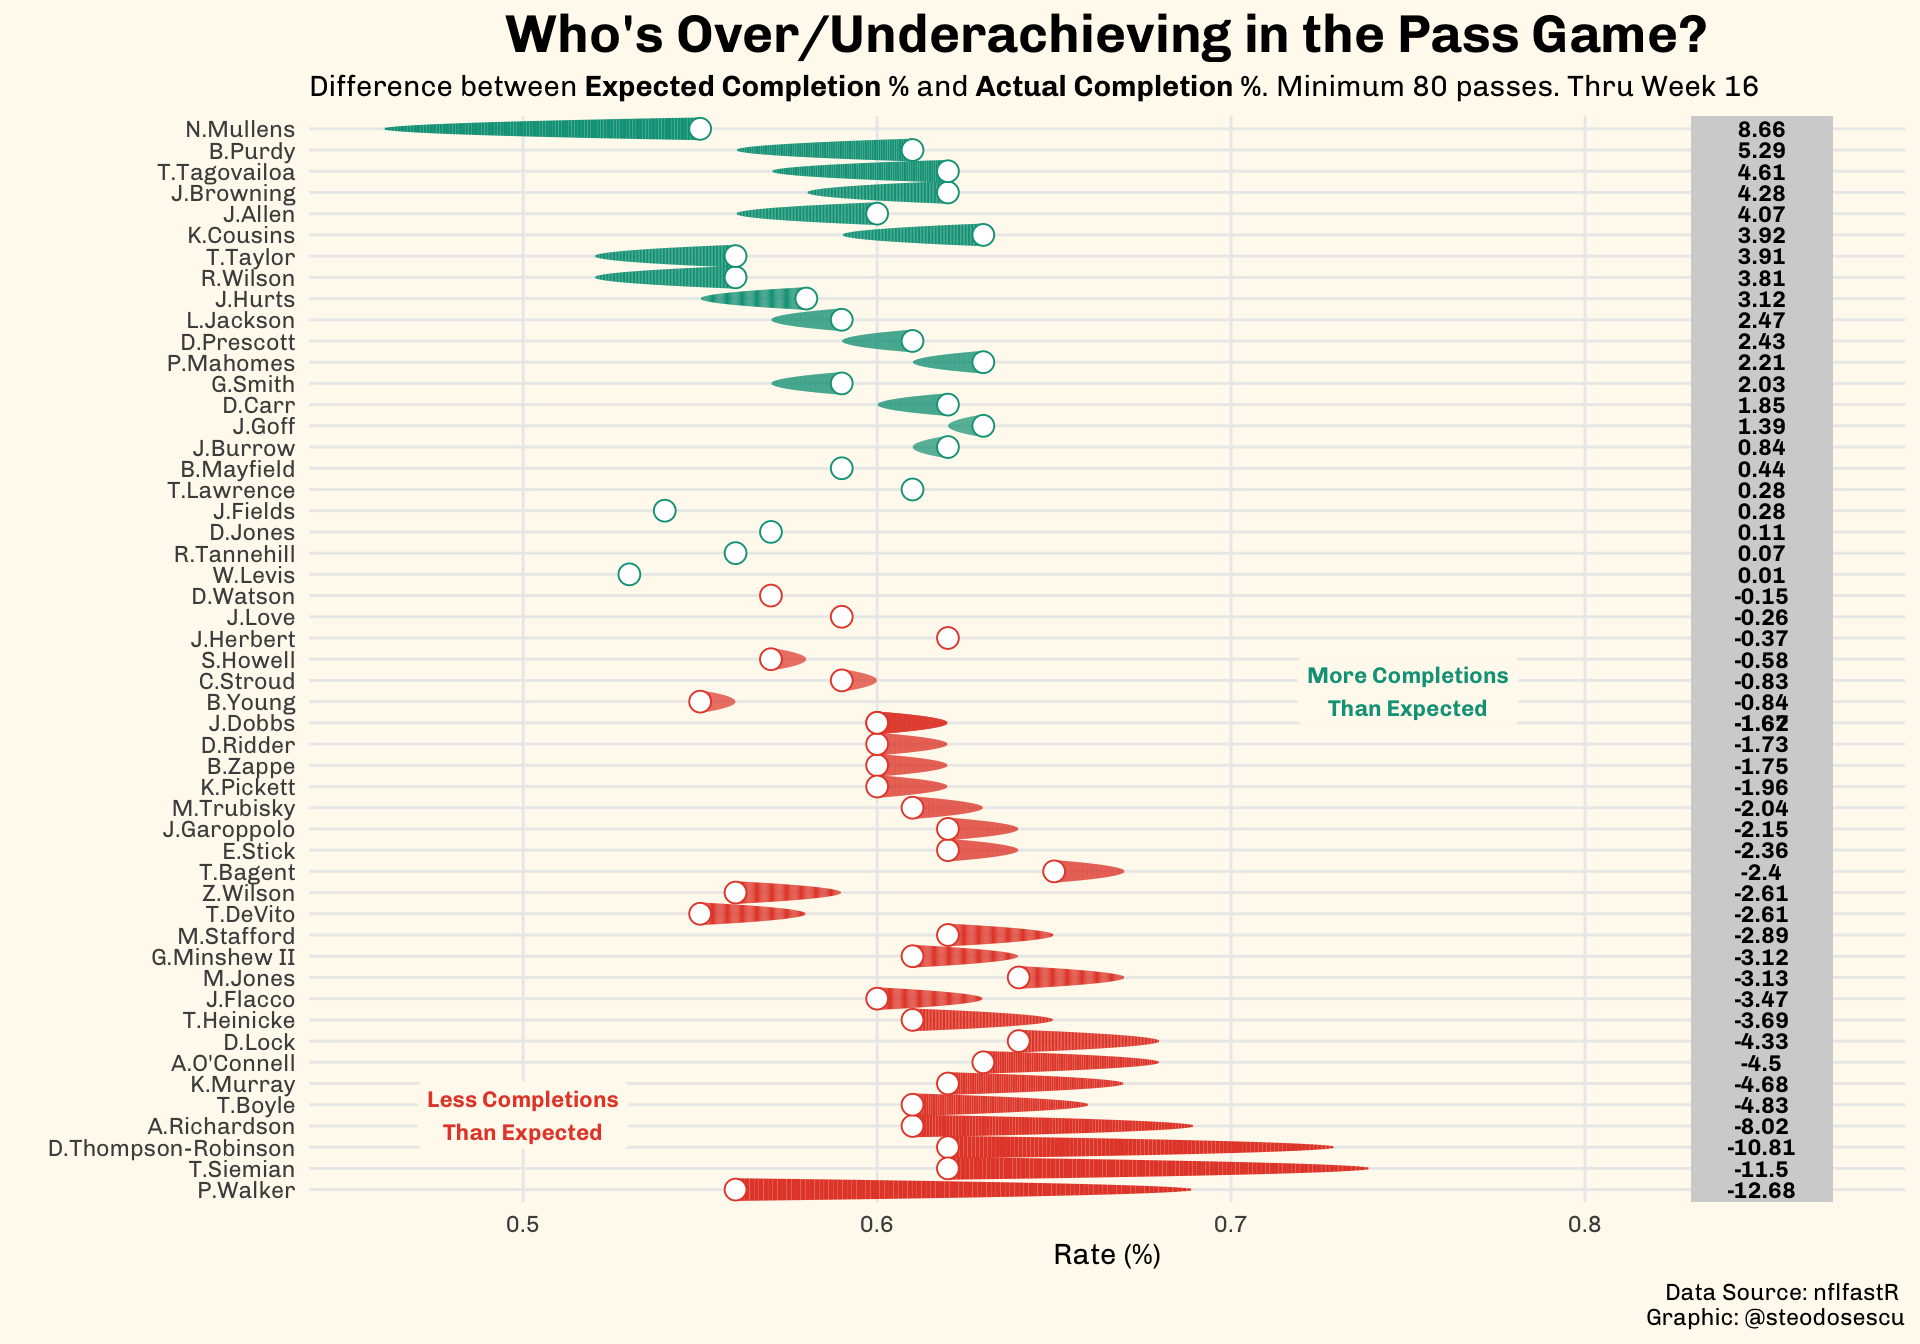 Who's Over/Underachieving in the Pass Game?
Difference between Expected Completion % and Actual Completion %. Minimum 80 passes. Thru Week 16
N.Mullens 8.66
B.Purdy 5.29
T.Tagovailoa 4.61
J.Browning 4.28
J.Allen 4.07
K.Cousins 3.92
T.Taylor 3.91
R.Wilson 3.81
J.Hurts 3.12
L.Jackson 2.47
D.Prescott 2.43
P.Mahomes 2.21
G.Smith 2.03
D.Carr 1.85
J.Goff 1.39
J.Burrow 0.84
B.Mayfield 0.44
T.Lawrence 0.28
J.Fields 0.28
D.Jones 0.11
R.Tannehill 0.07
W.Levis 0.01
D.Watson -0.15
J.Love -0.26
J.Herbert -0.37
S.Howell -0.58
C.Stroud -0.83
B.Young -0.84
J.Dobbs
D.Ridder -1.73
B.Zappe -1.75
K.Pickett -1.96
M.Trubisky -2.04
J.Garoppolo -2.15
E.Stick -2.36
T.Bagent -2.4
Z.Wilson -2.61
T.DeVito -2.61
M.Stafford -2.89
G.Minshew II -3.12
M.Jones -3.13
J.Flacco -3.47
T.Heinicke -3.69
D.Lock -4.33
A.O'Connell -4.5
K.Murray -4.68
T.Boyle -4.83
A.Richardson -8.02
D.Thompson-Robinson -10.81
T.Siemian -11.5
P.Walker -12.68
More Completions
Than Expected
Less Completions
Than Expected
0.5 0.6 0.7 0.8
Rate (%)
Data Source: nflfastR
Graphic: @steodosescu